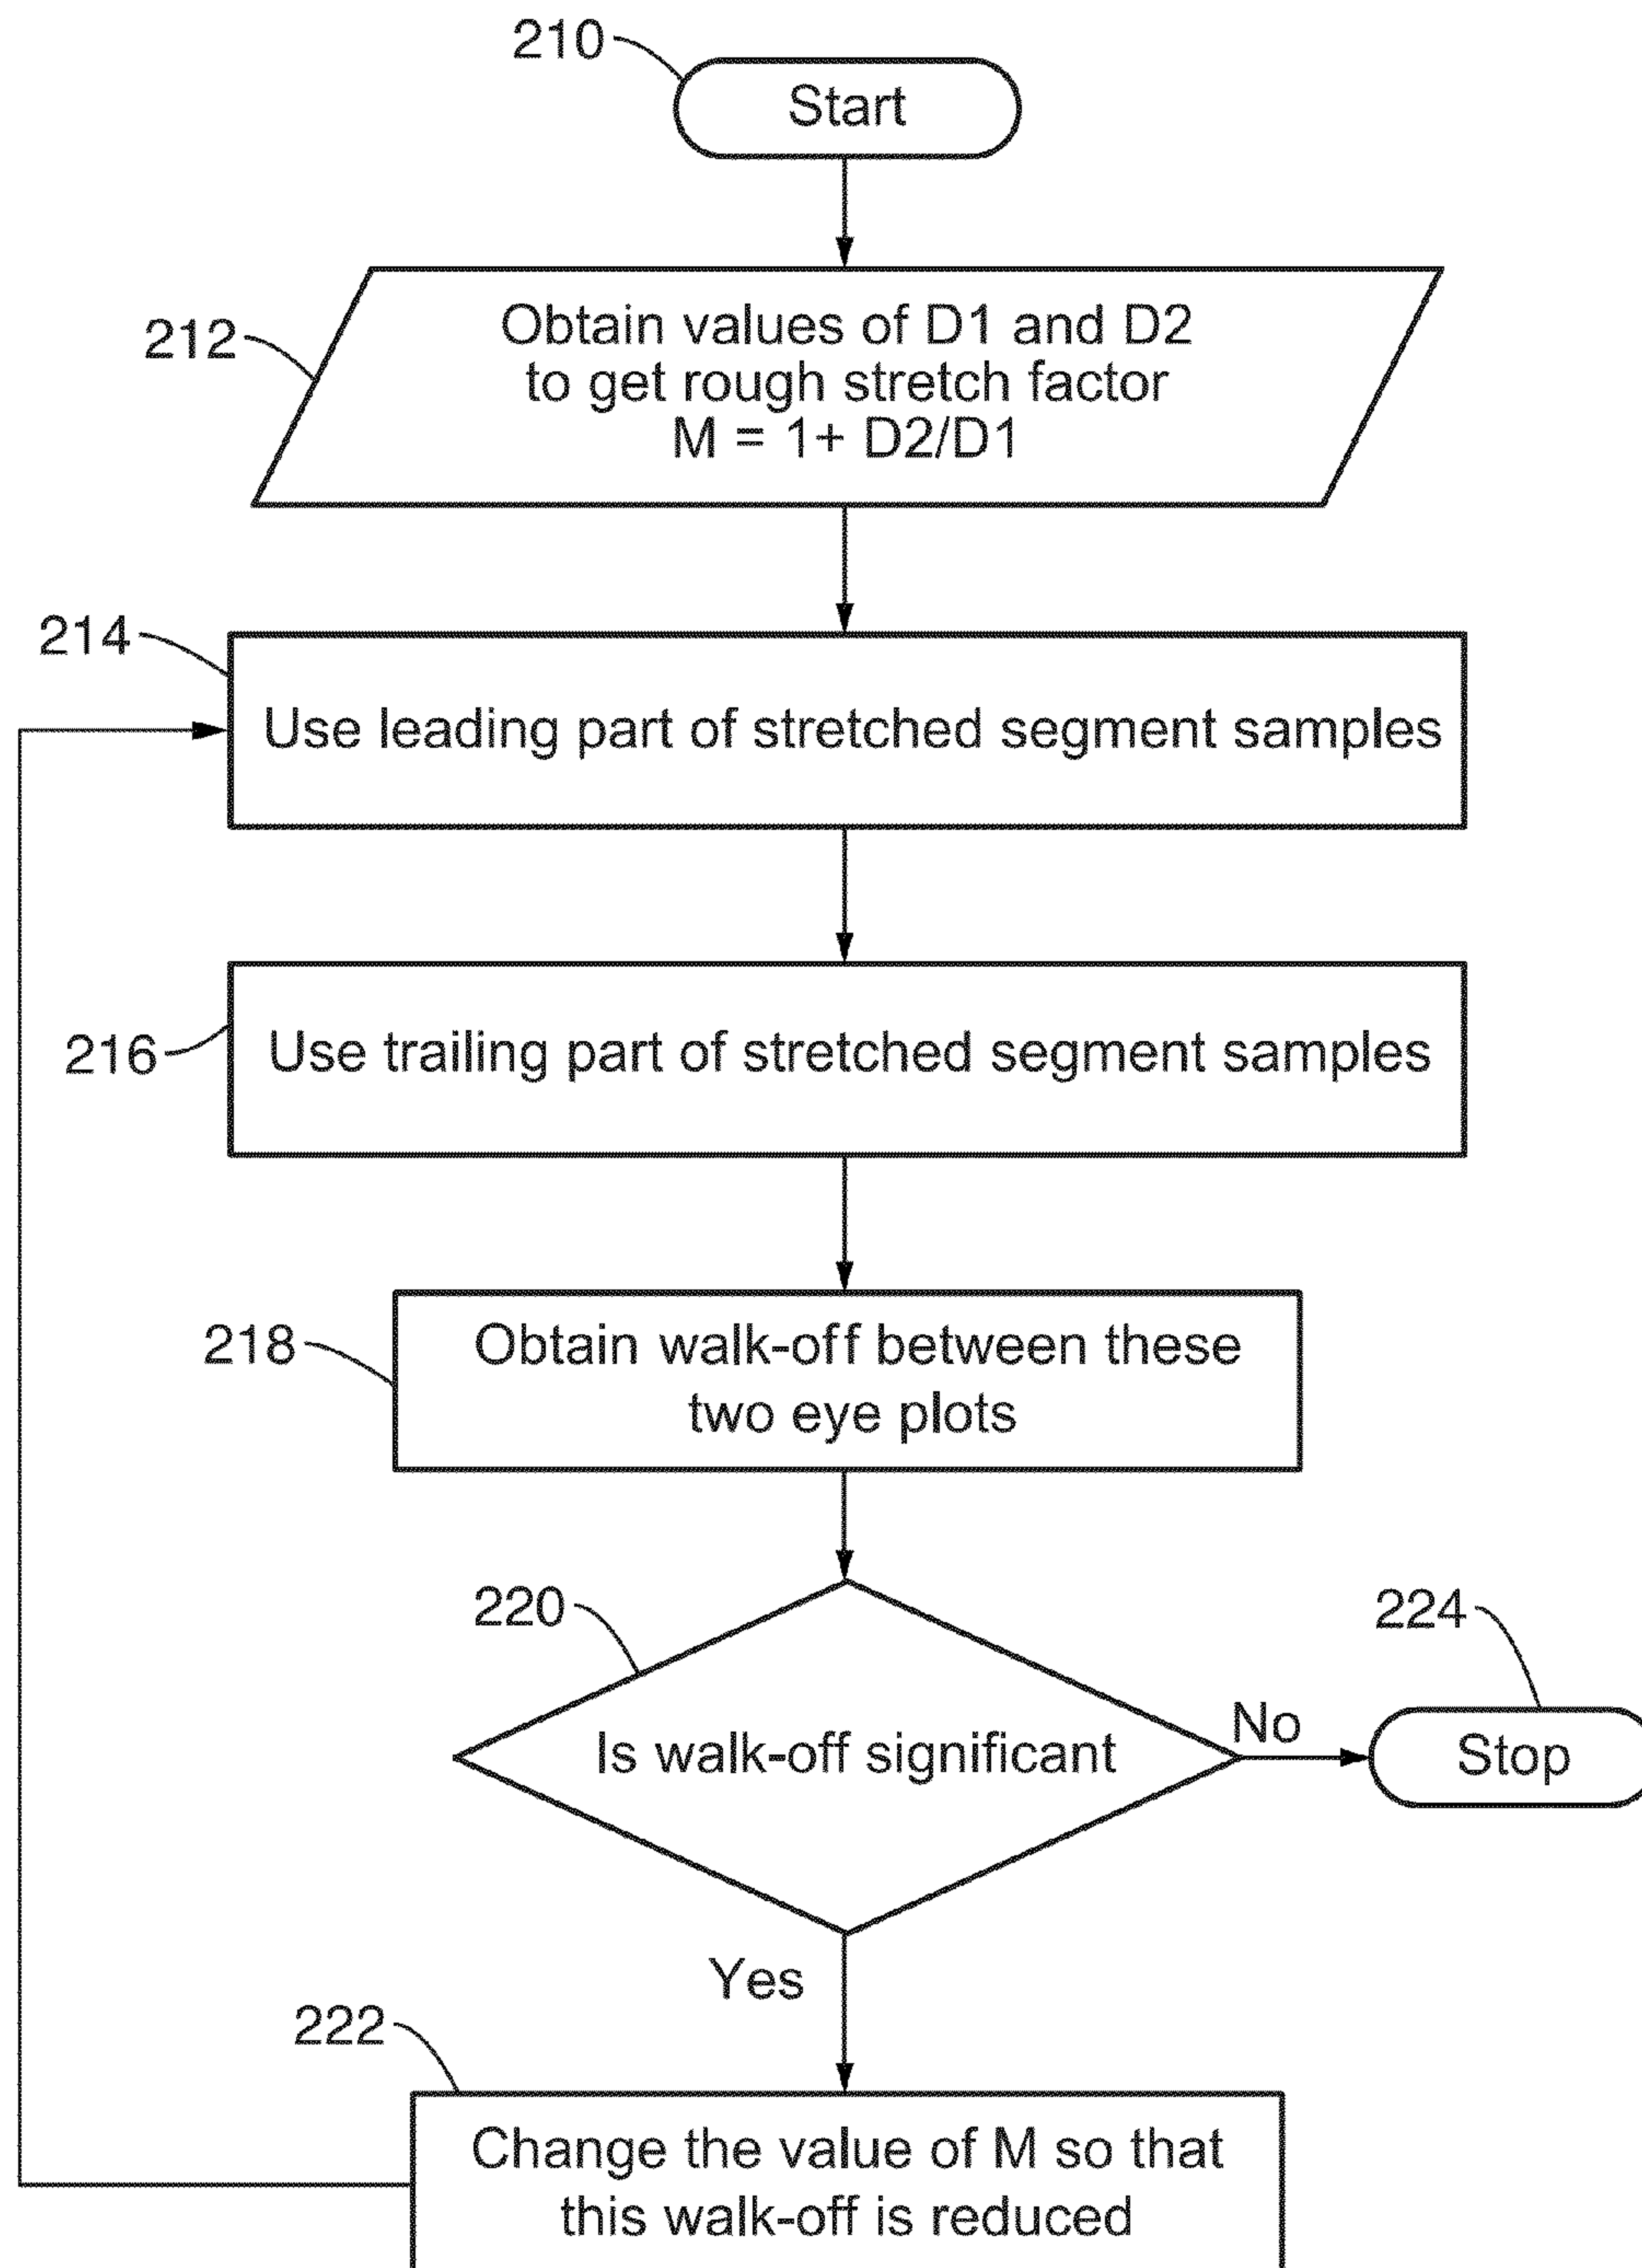 210
Start
212
Obtain values of D1 and D2
to get rough stretch factor
M = 1+ D2/D1
214
Use leading part of stretched segment samples
216
Use trailing part of stretched segment samples
218
Obtain walk-off between these
two eye plots
220
Is walk-off significant
No
224
Stop
Yes
222
Change the value of M so that
this walk-off is reduced